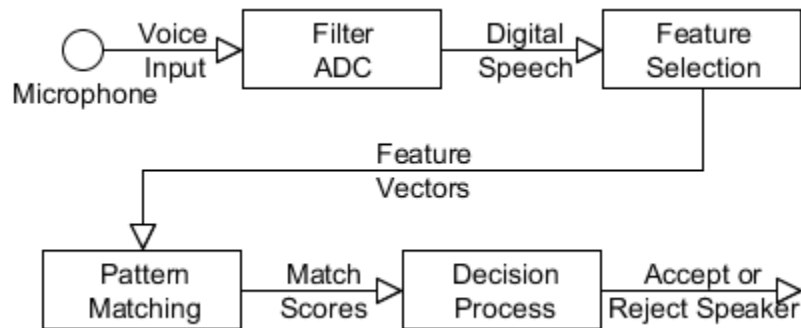 Voice
Input
Microphone
Filter
ADC
Digital
Speech
Feature
Selection
Feature
Vectors
Pattern
Matching
Match
Scores
Decision
Process
Accept or
Reject Speaker